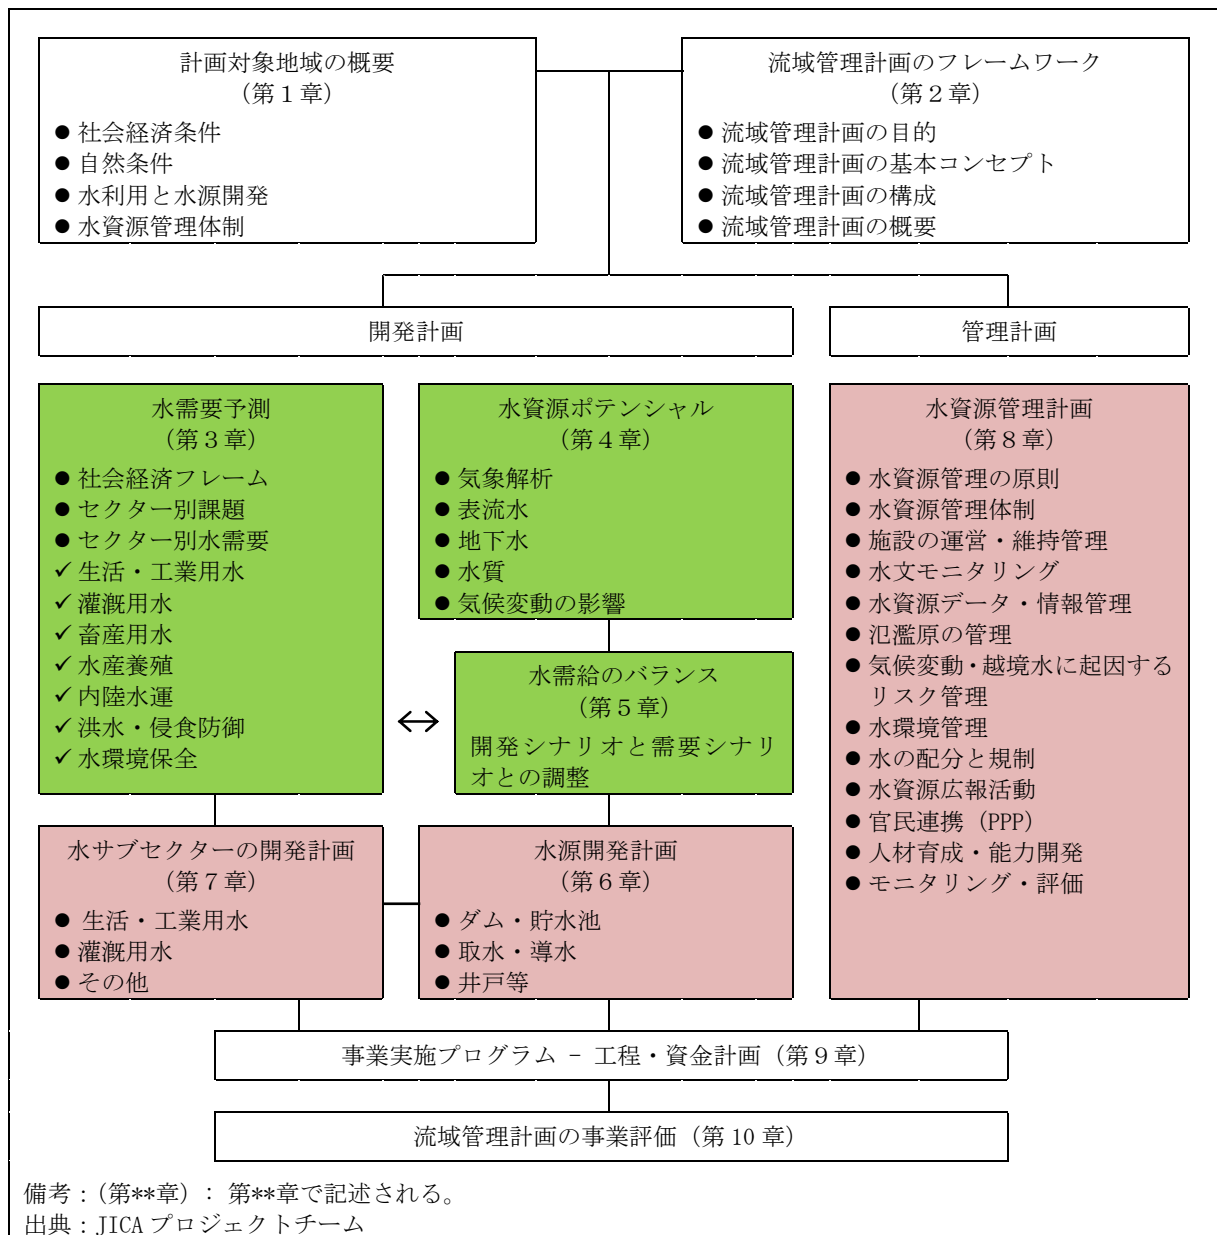 計画対象地域の概要
（第１章）
● 社会経済条件
● 自然条件
● 水利用と水源開発
● 水資源管理体制
流域管理計画のフレームワーク
（第２章）
● 流域管理計画の目的
● 流域管理計画の基本コンセプト
● 流域管理計画の構成
● 流域管理計画の概要
開発計画
管理計画
水需要予測
（第３章）
● 社会経済フレーム
● セクター別課題
● セクター別水需要
✓ 生活・工業用水
✓ 灌漑用水
✓ 畜産用水
✓ 水産養殖
✓ 内陸水運
✓ 洪水・侵食防御
✓ 水環境保全
水資源ポテンシャル
（第４章）
● 気象解析
● 表流水
● 地下水
● 水質
● 気候変動の影響
水需給のバランス
（第５章）
開発シナリオと需要シナリ
オとの調整
水資源管理計画
（第８章）
● 水資源管理の原則
● 水資源管理体制
● 施設の運営・維持管理
● 水文モニタリング
● 水資源データ・情報管理
● 氾濫原の管理
● 気候変動・越境水に起因する
リスク管理
● 水環境管理
● 水の配分と規制
● 水資源広報活動
● 官民連携（PPP）
● 人材育成・能力開発
● モニタリング・評価
水サブセクターの開発計画
（第７章）
● 生活・工業用水
● 灌漑用水
● その他
水源開発計画
（第６章）
● ダム・貯水池
● 取水・導水
● 井戸等
事業実施プログラム － 工程・資金計画（第９章）
流域管理計画の事業評価（第 10 章）
備考：（第**章）： 第**章で記述される。
出典：JICA プロジェクトチーム